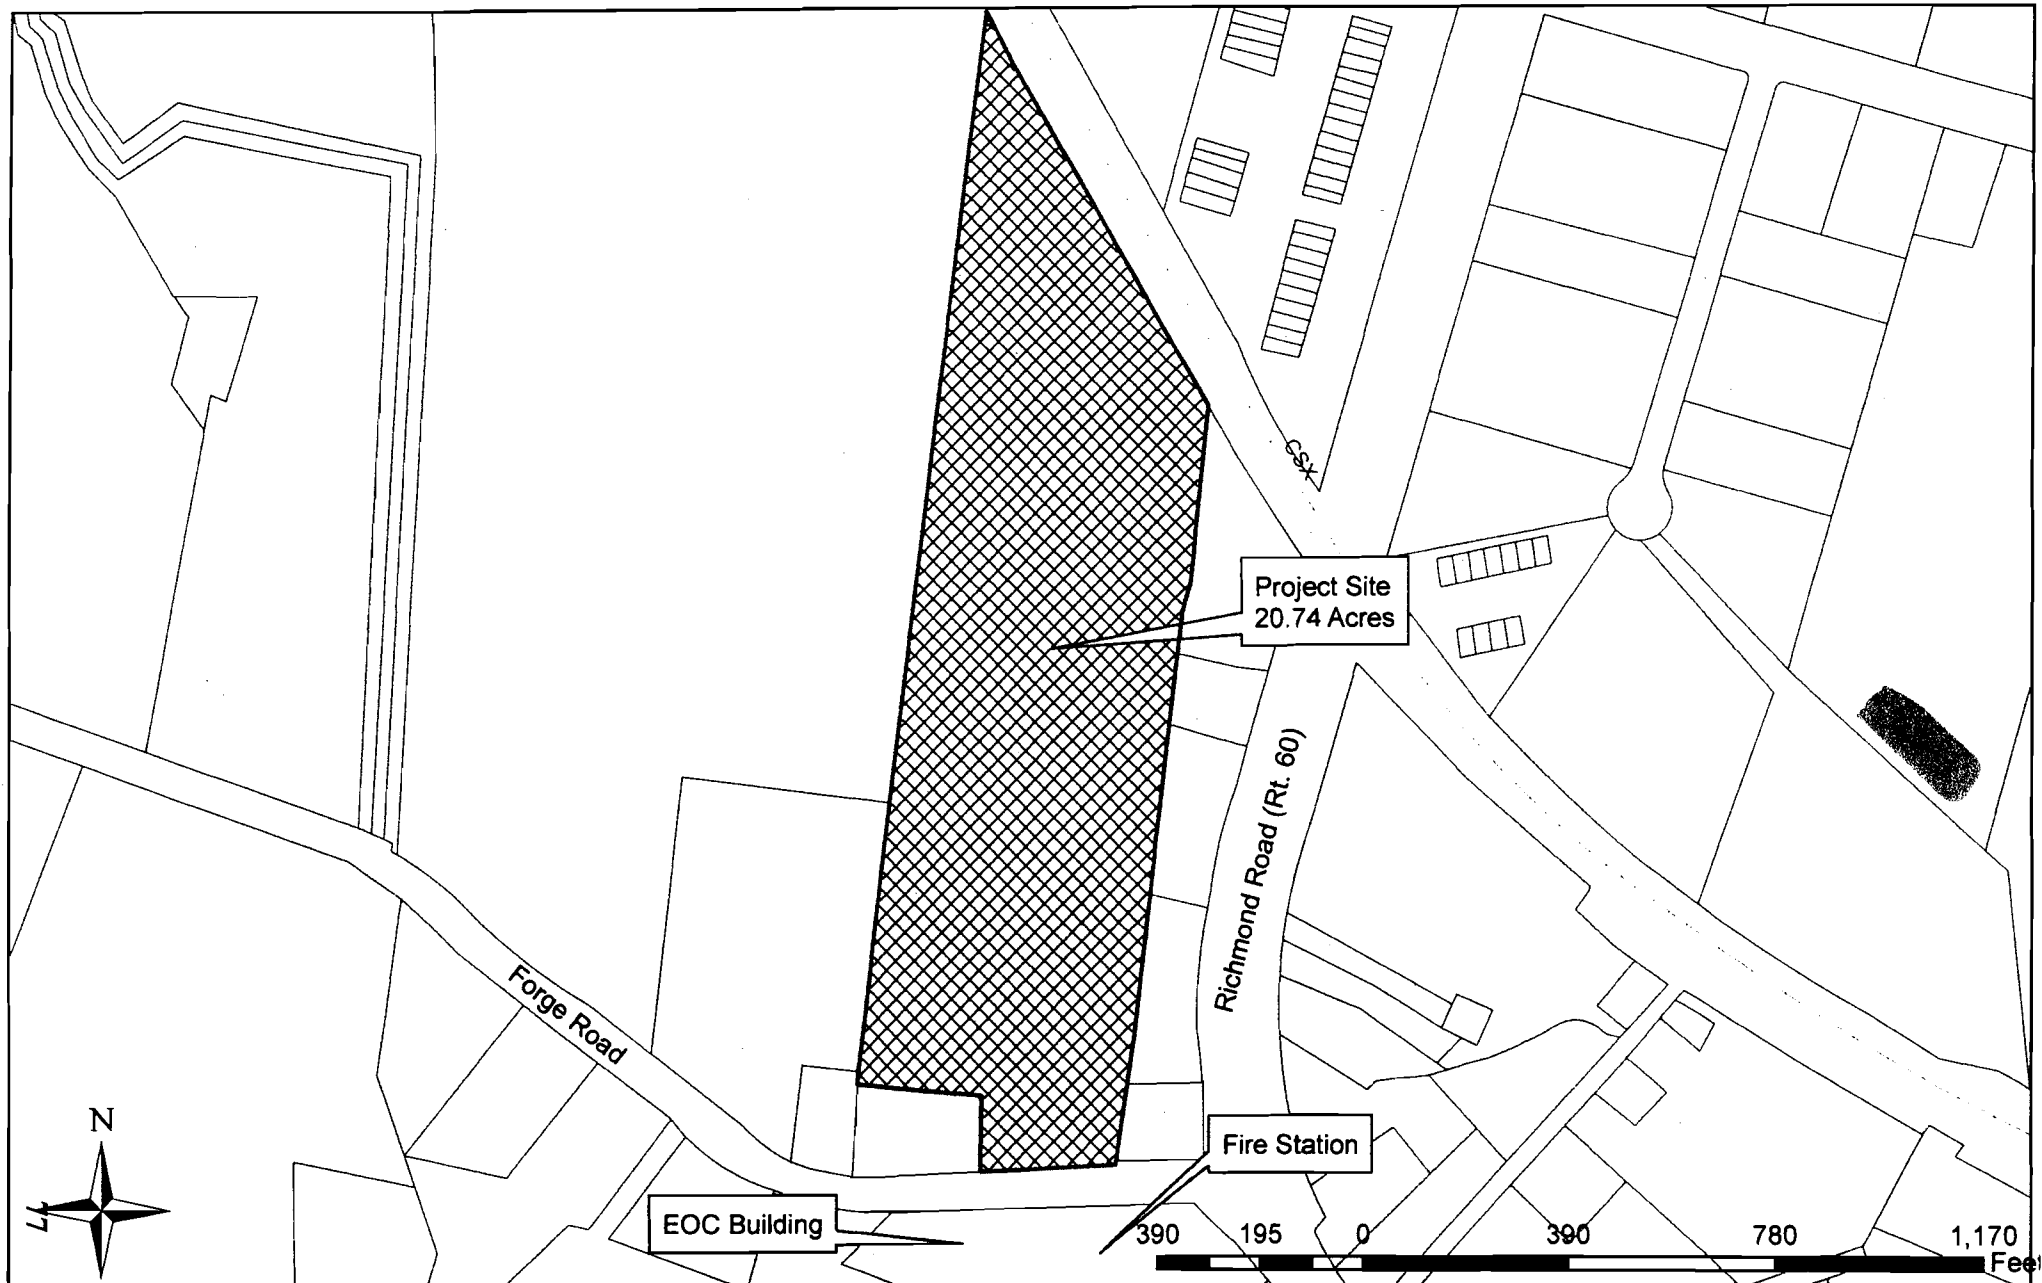 CSX
Project Site
20.74 Acres
Richmond Road (Rt. 60)
Forge Road
N
Fire Station
EOC Building
77
390 195 0 390 780 1,170
Feet